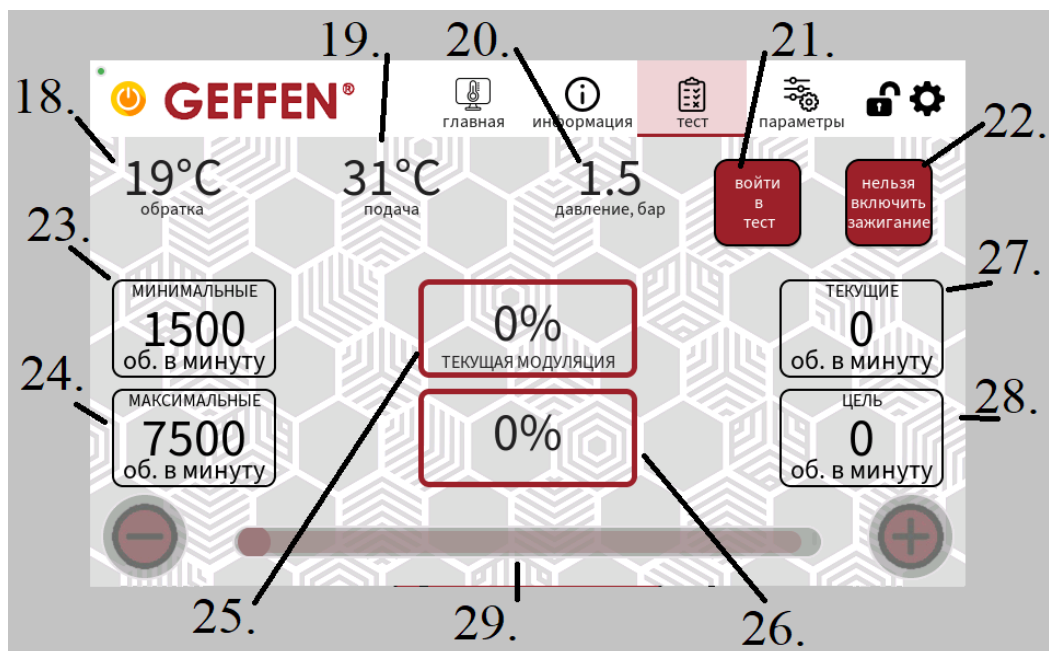 19.
20.
21.
18.
GEFFEN®
главная
информация
тест
параметры
22.
19°C
обратка
31°C
подача
1.5
давление, бар
войти
в
тест
нельзя
включить
зажигание
23.
27.
МИНИМАЛЬНЫЕ
1500
об. в минуту
0%
ТЕКУЩАЯ МОДУЛЯЦИЯ
ТЕКУЩИЕ
0
об. в минуту
24.
28.
МАКСИМАЛЬНЫЕ
7500
об. в минуту
0%
ЦЕЛЬ
0
об. в минуту
25.
29.
26.